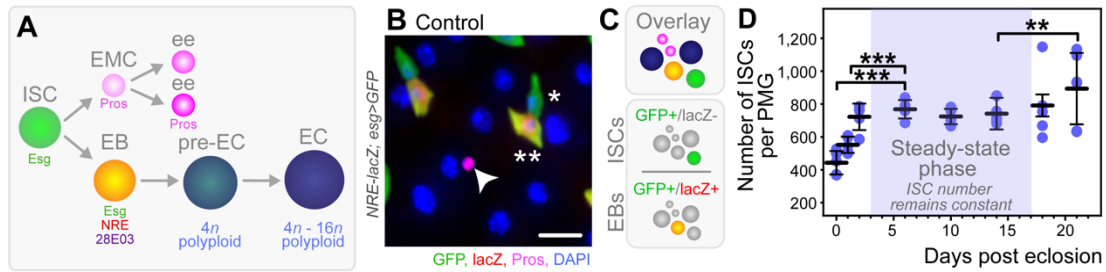 A
ISC
Esg
EMC
Pros
ee
ee
Pros
EB
Esg
NRE
28E03
pre-EC
4n
polyploid
EC
4n - 16n
polyploid
B Control
NRE-lacZ; esg>GFP
*
**
GFP, lacZ, Pros, DAPI
C
Overlay
ISCs
GFP+/lacZ-
EBs
GFP+/lacZ+
D
Number of ISCs
per PMG
1,200
1,000
800
600
400
200
***
***
**
Steady-state
phase
ISC number
remains constant
0 5 10 15 20
Days post eclosion